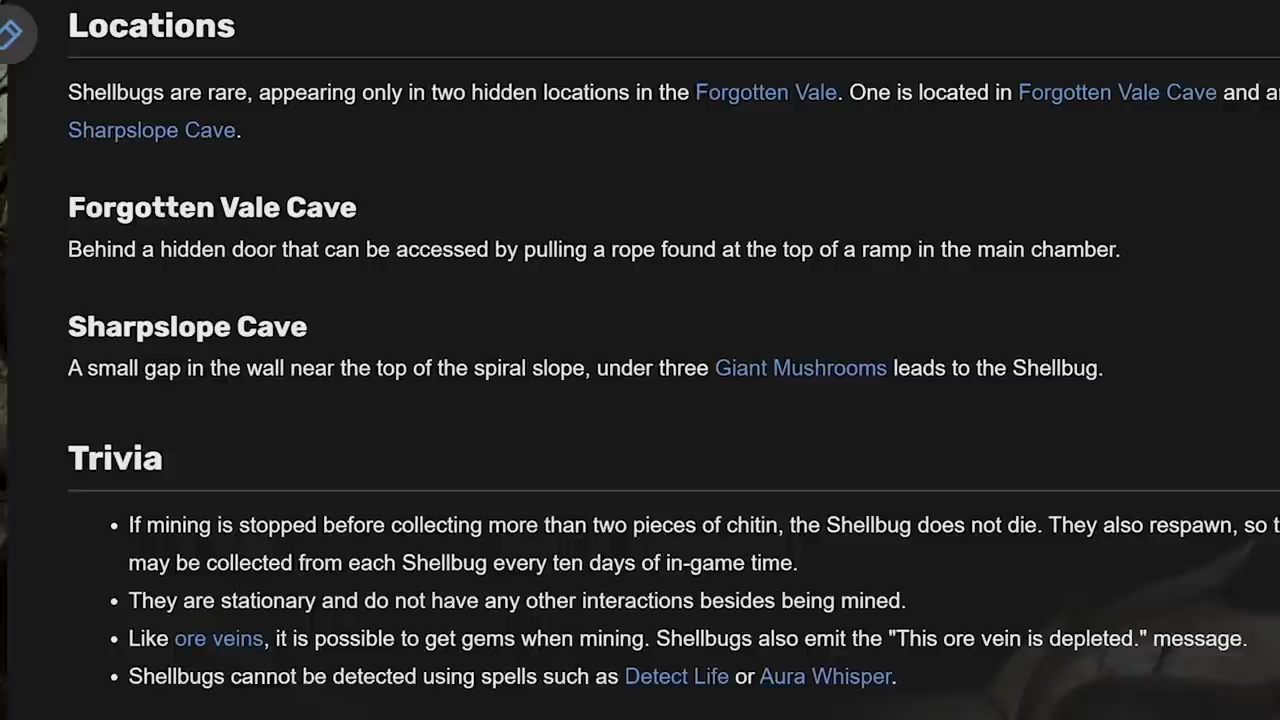 Locations
Shellbugs are rare, appearing only in two hidden locations in the Forgotten Vale. One is located in Forgotten Vale Cave and
Sharpslope Cave.
Forgotten Vale Cave
Behind a hidden door that can be accessed by pulling a rope found at the top of a ramp in the main chamber.
Sharpslope Cave
A small gap in the wall near the top of the spiral slope, under three Giant Mushrooms leads to the Shellbug.
Trivia
• If mining is stopped before collecting more than two pieces of chitin, the Shellbug does not die. They also respawn, so
may be collected from each Shellbug every ten days of in-game time.
• They are stationary and do not have any other interactions besides being mined.
• Like ore veins, it is possible to get gems when mining. Shellbugs also emit the "This ore vein is depleted." message.
• Shellbugs cannot be detected using spells such as Detect Life or Aura Whisper.